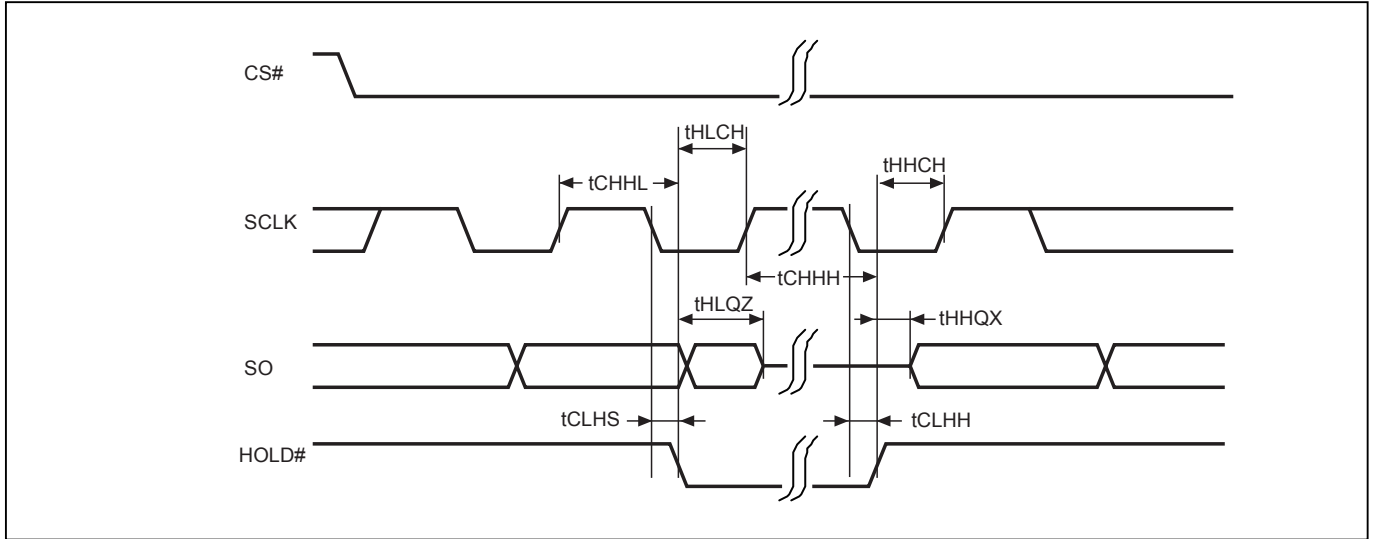 CS#
tHLCH
tHHCH
tCHHL
SCLK
tCHHH
tHLQZ
tHHQX
SO
tCLHS
tCLHH
HOLD#